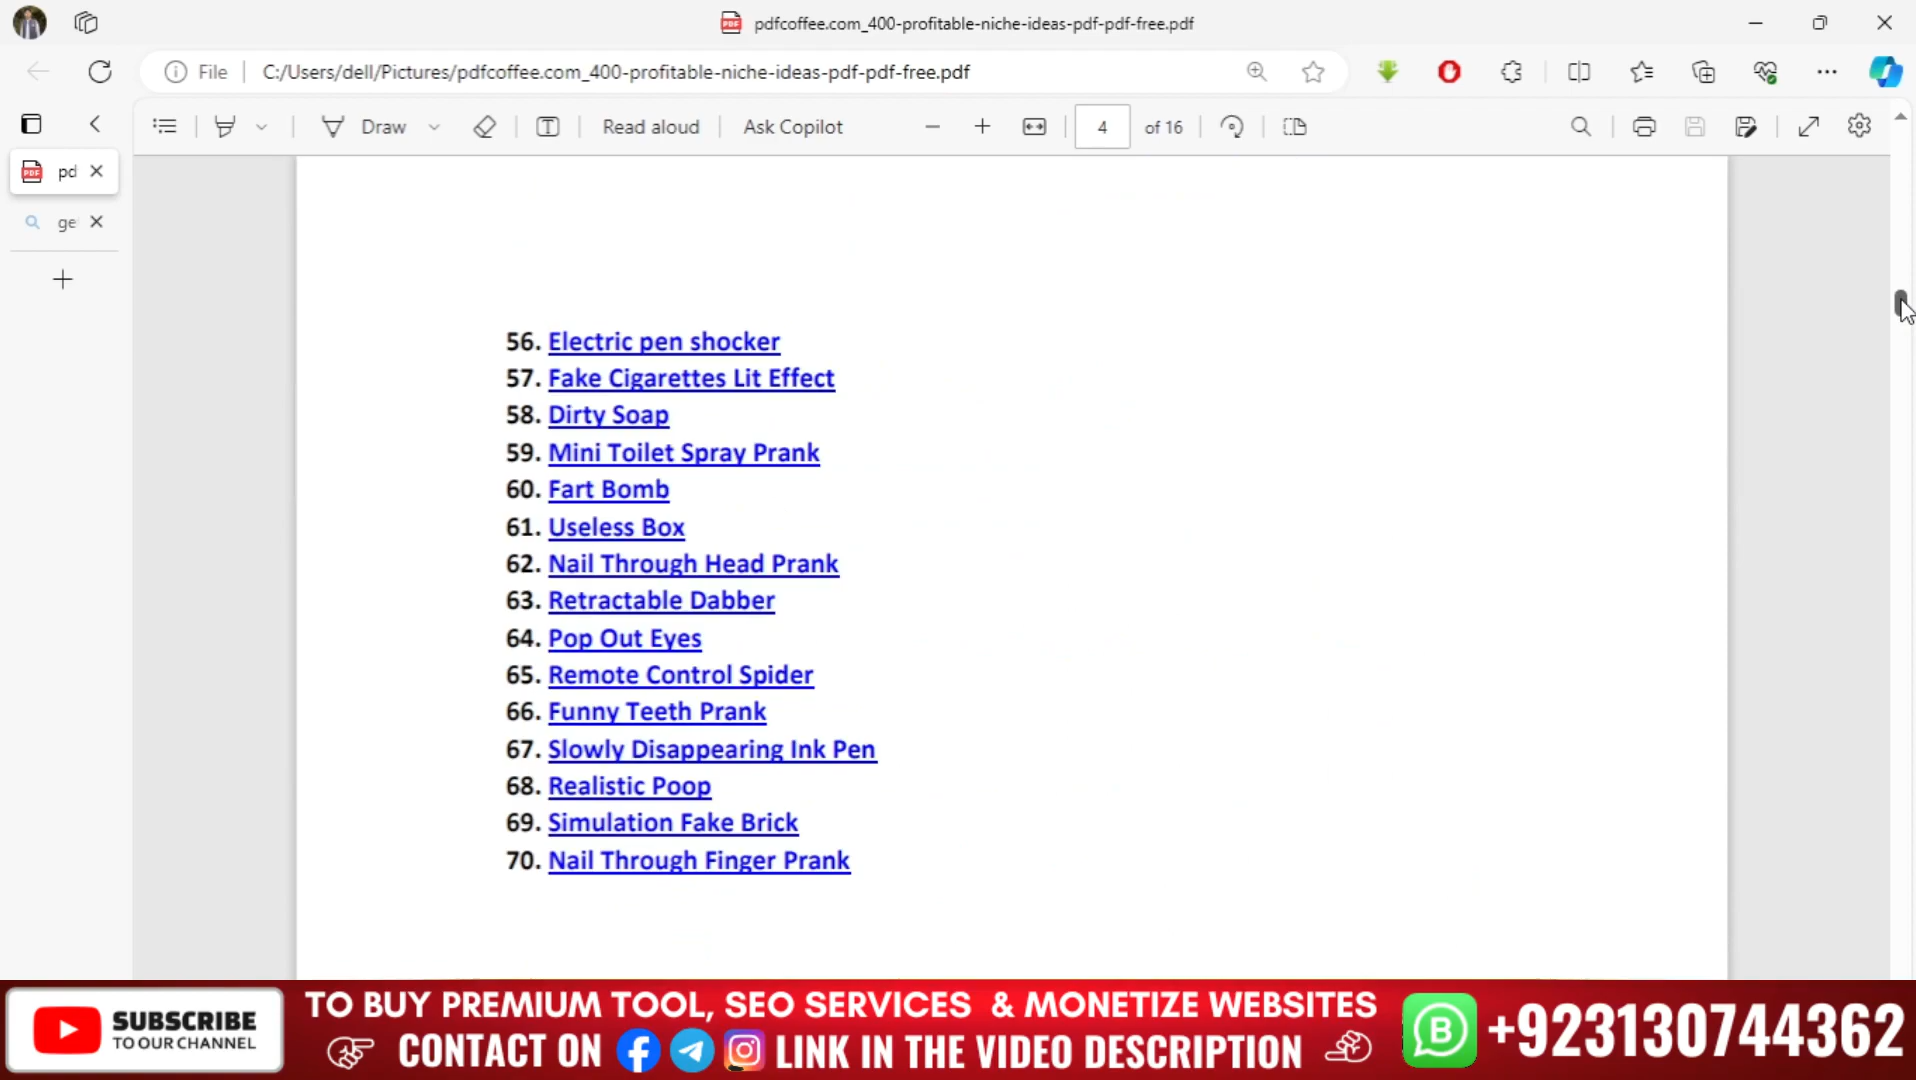 pdfcoffee.com_400-profitable-niche-ideas-pdf-pdf-free.pdf
File
C:/Users/dell/Pictures/pdfcoffee.com_400-profitable-niche-ideas-pdf-pdf-free.pdf
Draw
Read aloud
Ask Copilot
4
of 16
PDF
pd
ge
56. Electric pen shocker
57. Fake Cigarettes Lit Effect
58. Dirty Soap
59. Mini Toilet Spray Prank
60. Fart Bomb
61. Useless Box
62. Nail Through Head Prank
63. Retractable Dabber
64. Pop Out Eyes
65. Remote Control Spider
66. Funny Teeth Prank
67. Slowly Disappearing Ink Pen
68. Realistic Poop
69. Simulation Fake Brick
70. Nail Through Finger Prank
SUBSCRIBE
TO OUR CHANNEL
TO BUY PREMIUM TOOL, SEO SERVICES & MONETIZE WEBSITES
CONTACT ON
LINK IN THE VIDEO DESCRIPTION
B
+923130744362